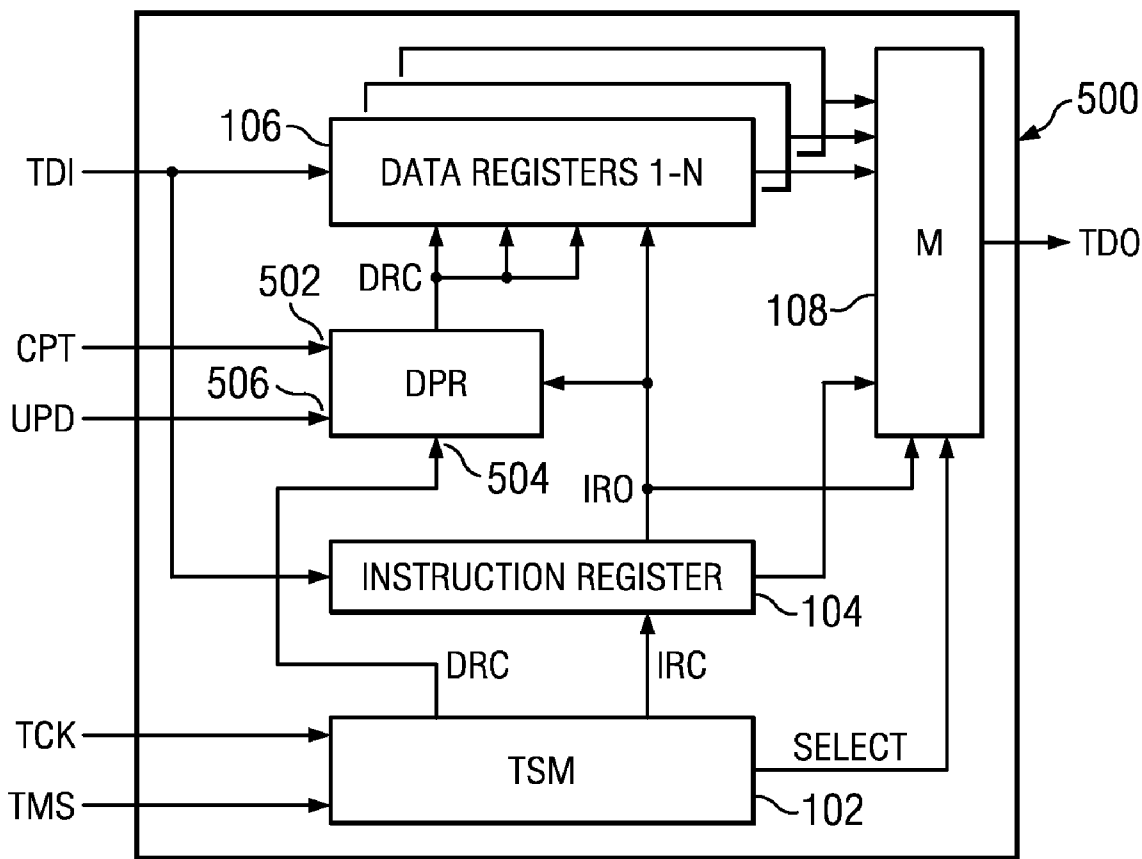 500
106
TDI
DATA REGISTERS 1-N
M
TDO
DRC
502
108
CPT
DPR
506
UPD
504
IRO
INSTRUCTION REGISTER
104
DRC
IRC
TCK
TSM
SELECT
TMS
102